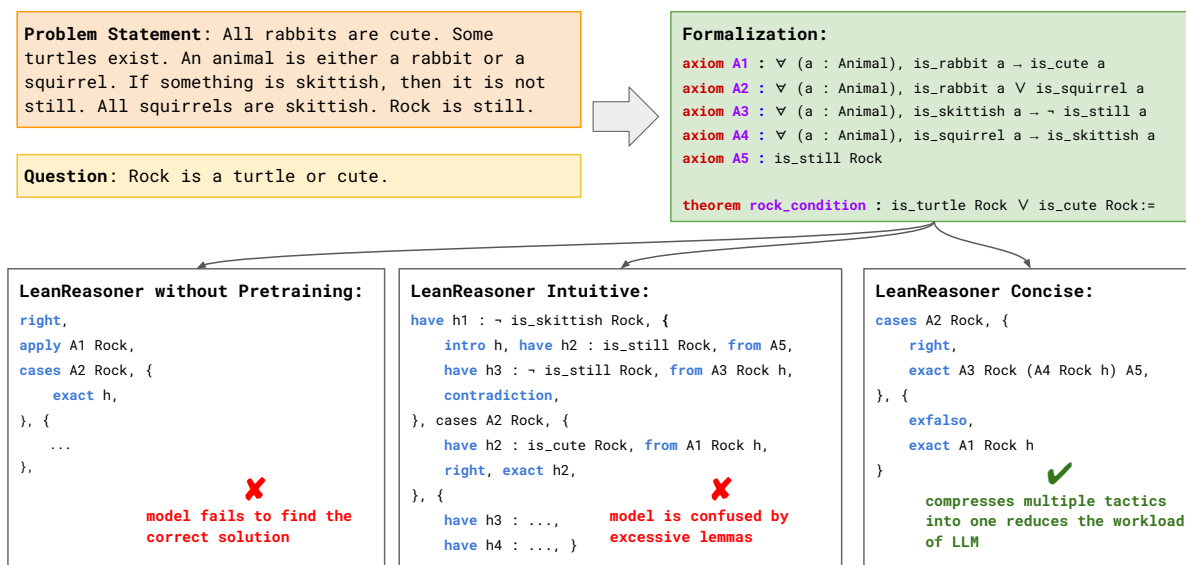 Problem Statement: All rabbits are cute. Some
turtles exist. An animal is either a rabbit or a
squirrel. If something is skittish, then it is not
still. All squirrels are skittish. Rock is still.
Question: Rock is a turtle or cute.
Formalization:
axiom A1 : ∀ (a : Animal), is_rabbit a → is_cute a
axiom A2 : ∀ (a : Animal), is_rabbit a ∨ is_squirrel a
axiom A3 : ∀ (a : Animal), is_skittish a → ¬ is_still a
axiom A4 : ∀ (a : Animal), is_squirrel a → is_skittish a
axiom A5 : is_still Rock
theorem rock_condition : is_turtle Rock ∨ is_cute Rock:=
LeanReasoner without Pretraining:
right,
apply A1 Rock,
cases A2 Rock, {
exact h,
}, {
...
},
✘
model fails to find the
correct solution
LeanReasoner Intuitive:
have h1 : ¬ is_skittish Rock, {
intro h, have h2 : is_still Rock, from A5,
have h3 : ¬ is_still Rock, from A3 Rock h,
contradiction,
}, cases A2 Rock, {
have h2 : is_cute Rock, from A1 Rock h,
right, exact h2,
}, {
have h3 : ...,
have h4 : ..., }
✘
model is confused by
excessive lemmas
LeanReasoner Concise:
cases A2 Rock, {
right,
exact A3 Rock (A4 Rock h) A5,
}, {
exfalso,
exact A1 Rock h
}
✔
compresses multiple tactics
into one reduces the workload
of LLM